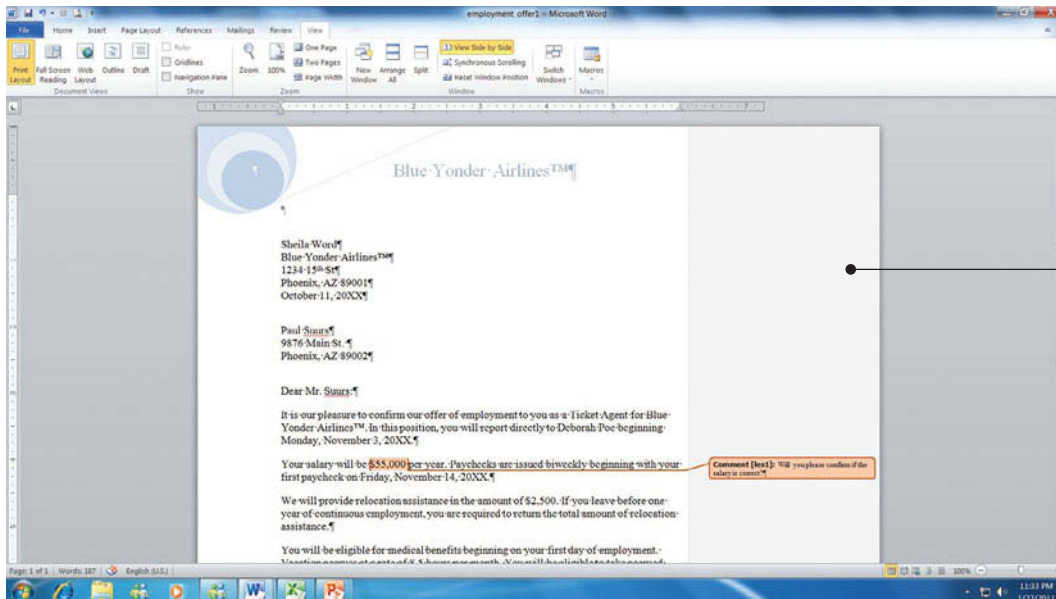 employment_offer1 - Microsoft Word
File Home Insert Page Layout References Mailings Review View
Print Layout
Full Screen Reading
Web Layout
Outline
Draft
Document Views
Ruler
Gridlines
Navigation Pane
Show
Zoom
100%
One Page
Two Pages
Page Width
Zoom
New Window
Arrange All
Split
View Side by Side
Synchronous Scrolling
Reset Window Position
Window
Switch Windows
Macros
Macros
Blue·Yonder·Airlines™¶
¶
Sheila·Word¶
Blue·Yonder·Airlines™¶
1234·15th·St¶
Phoenix,·AZ·89001¶
October·11,·20XX¶
Paul·Suurs¶
9876·Main·St.·¶
Phoenix,·AZ·89002¶
Dear·Mr.·Suurs:¶
It·is·our·pleasure·to·confirm·our·offer·of·employment·to·you·as·a·Ticket·Agent·for·Blue·
Yonder·Airlines™.·In·this·position,·you·will·report·directly·to·Deborah·Poe·beginning·
Monday,·November·3,·20XX.¶
Your·salary·will·be·$55,000·per·year.·Paychecks·are·issued·biweekly·beginning·with·your·
first·paycheck·on·Friday,·November·14,·20XX.¶
Comment [les1]: Will you please confirm if the
salary is correct?¶
We·will·provide·relocation·assistance·in·the·amount·of·$2,500.·If·you·leave·before·one·
year·of·continuous·employment,·you·are·required·to·return·the·total·amount·of·relocation·
assistance.¶
You·will·be·eligible·for·medical·benefits·beginning·on·your·first·day·of·employment.·
Page: 1 of 1 Words: 187 English (U.S.) 100%
11:33 PM